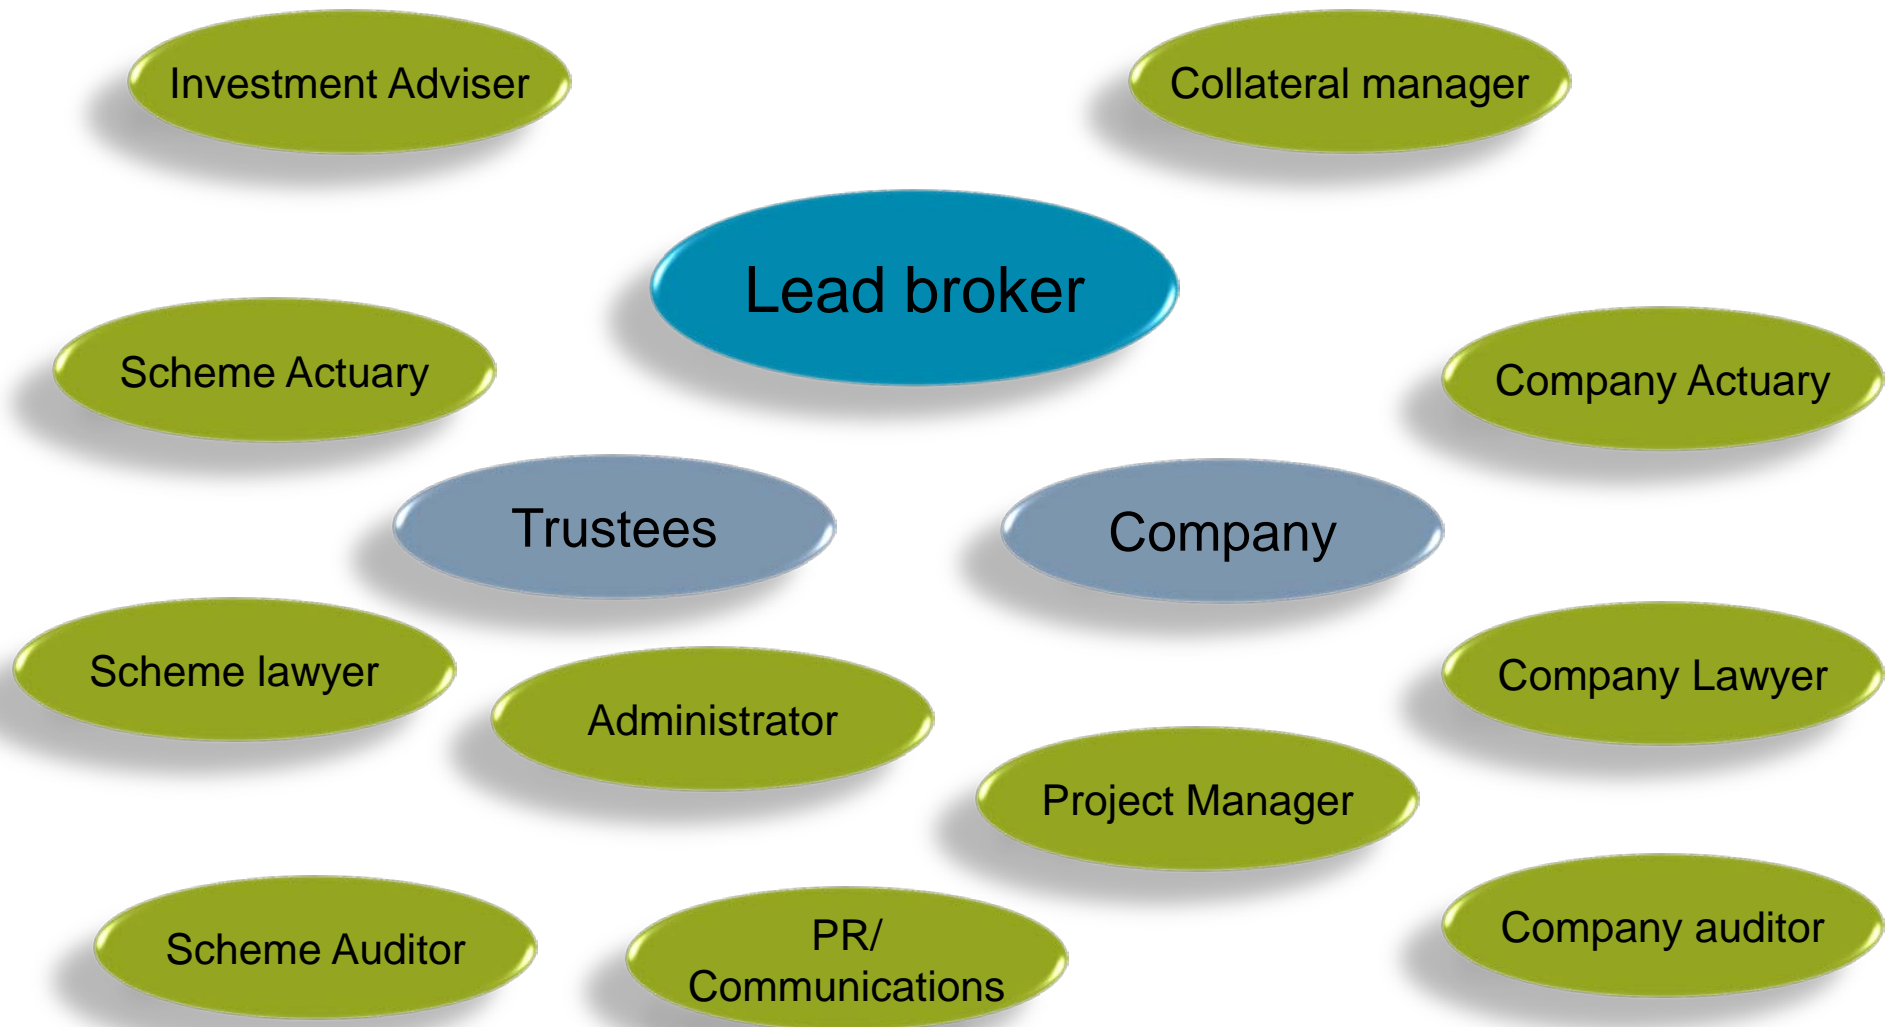 Investment Adviser
Collateral manager
Lead broker
Scheme Actuary
Company Actuary
Trustees
Company
Scheme lawyer
Company Lawyer
Administrator
Project Manager
Scheme Auditor
PR/
Communications
Company auditor